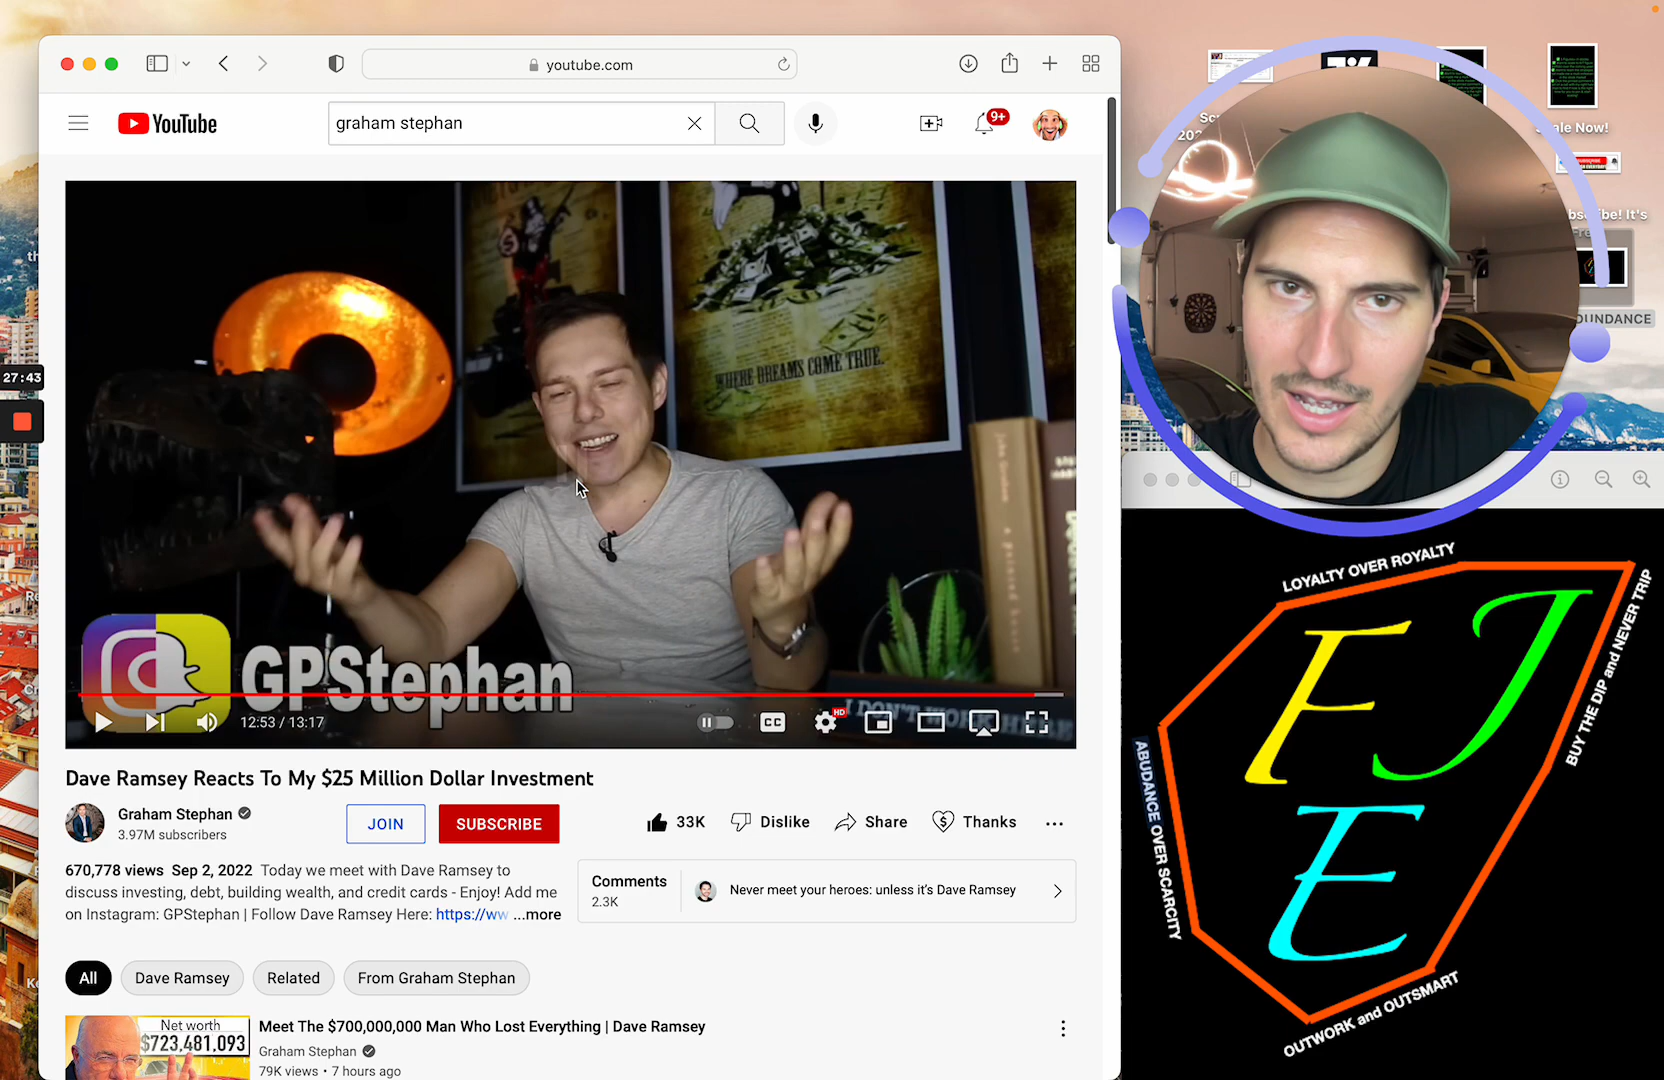 youtube.com
YouTube
graham stephan
9+
WHERE DREAMS COME TRUE.
GPStephan
I DON'T WORK HERE
12:53 / 13:17
CC
HD
27:43
Dave Ramsey Reacts To My $25 Million Dollar Investment
Graham Stephan
3.97M subscribers
JOIN
SUBSCRIBE
33K
Dislike
Share
Thanks
670,778 views Sep 2, 2022 Today we meet with Dave Ramsey to
discuss investing, debt, building wealth, and credit cards - Enjoy! Add me
on Instagram: GPStephan | Follow Dave Ramsey Here: https://ww ...more
Comments
2.3K
Never meet your heroes: unless it's Dave Ramsey
All
Dave Ramsey
Related
From Graham Stephan
Net worth
$723,481,093
Meet The $700,000,000 Man Who Lost Everything | Dave Ramsey
Graham Stephan
79K views • 7 hours ago
LOYALTY OVER ROYALTY
BUY THE DIP and NEVER TRIP
ABUDANCE OVER SCARCITY
OUTWORK and OUTSMART
F J
E